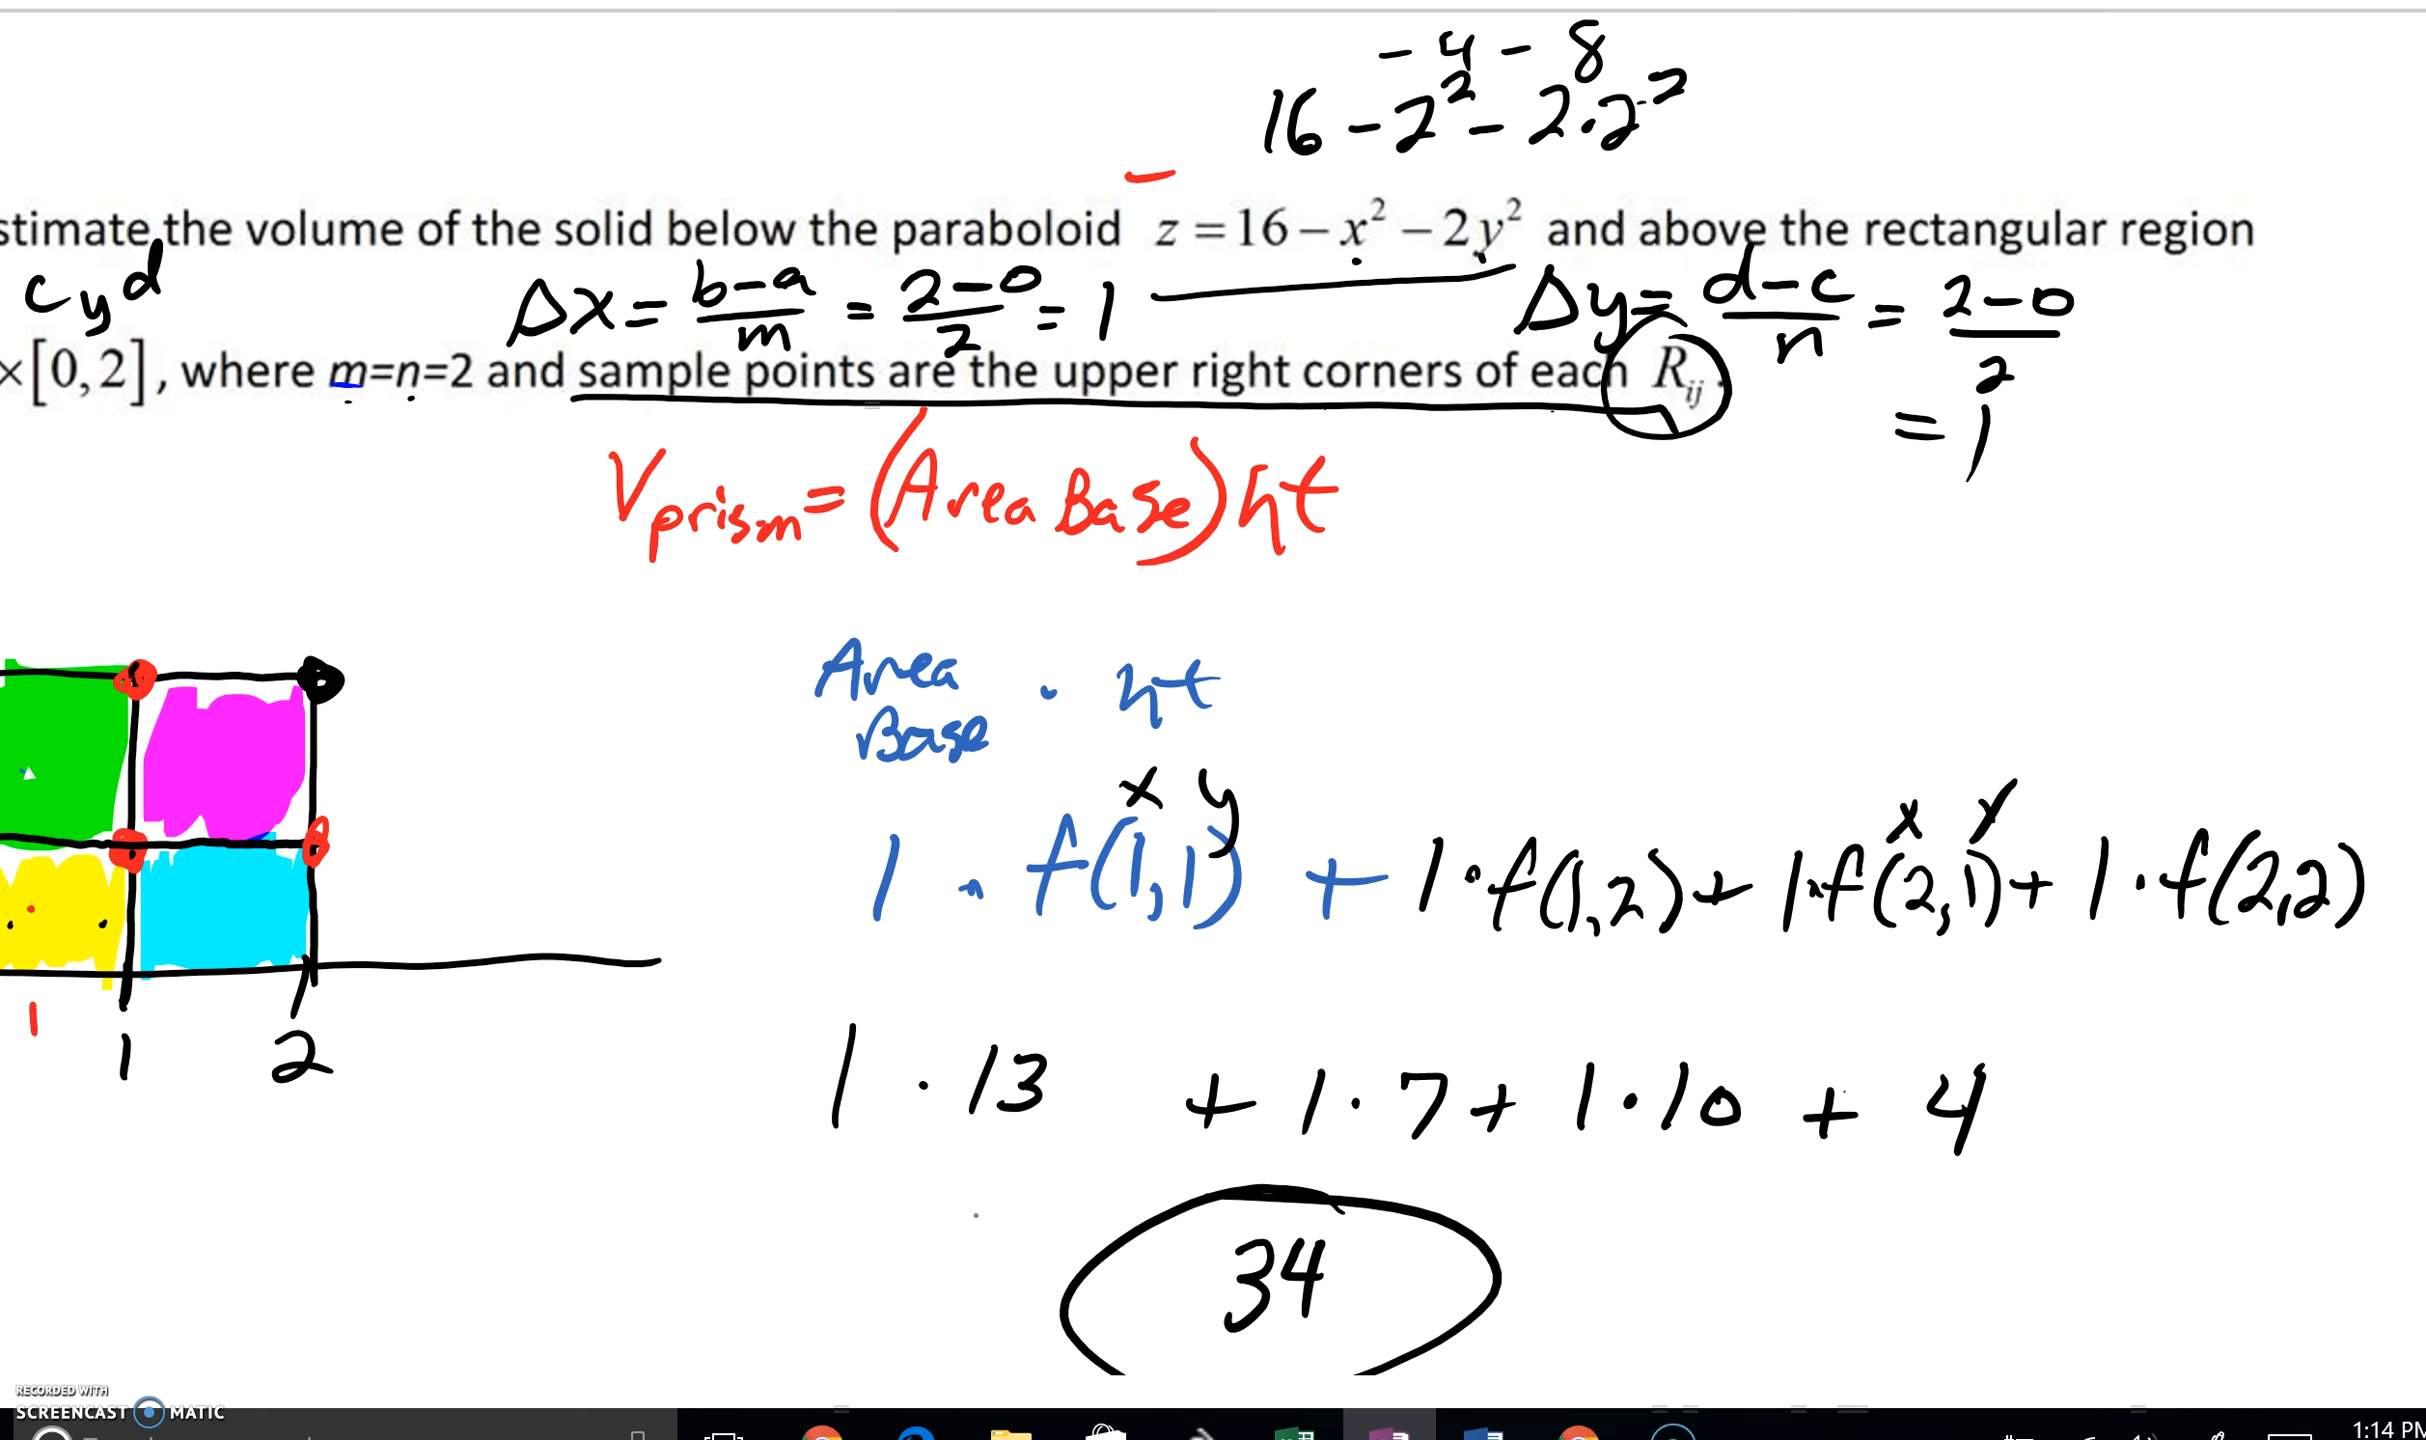 - 4 - 8
16 - 2² - 2·2²
stimate the volume of the solid below the paraboloid z = 16 – x² – 2y² and above the rectangular region
c y d
Δx = b-a/m = 2-0/2 = 1
Δy = d-c/n = 2-0/2
= 1
×[0,2], where m=n=2 and sample points are the upper right corners of each Rij.
Vprism = (Area Base) ht
Area Base · ht
x y
x y
1 · f(1,1) + 1·f(1,2) + 1·f(2,1) + 1·f(2,2)
1
1
2
1 · 13 + 1·7 + 1·10 + 4
34
RECORDED WITH
SCREENCAST MATIC
1:14 PM